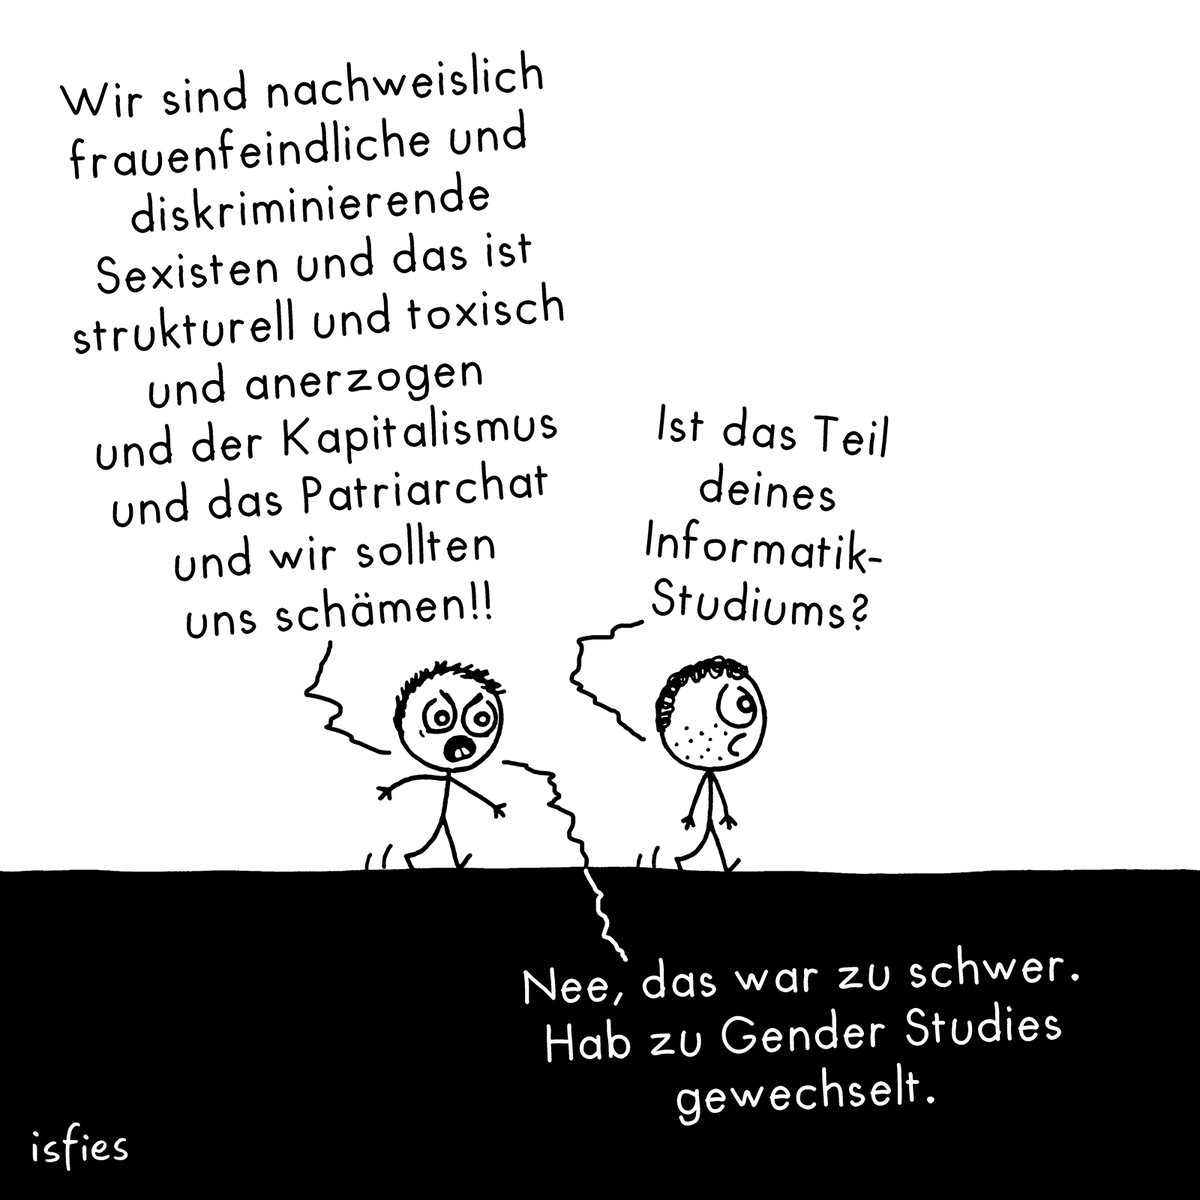 Wir sind nachweislich
frauenfeindliche und
diskriminierende
Sexisten und das ist
strukturell und toxisch
und anerzogen
und der Kapitalismus
und das Patriarchat
und wir sollten
uns schämen!!
Ist das Teil
deines
Informatik-
Studiums?
Nee, das war zu schwer.
Hab zu Gender Studies
gewechselt.
isfies